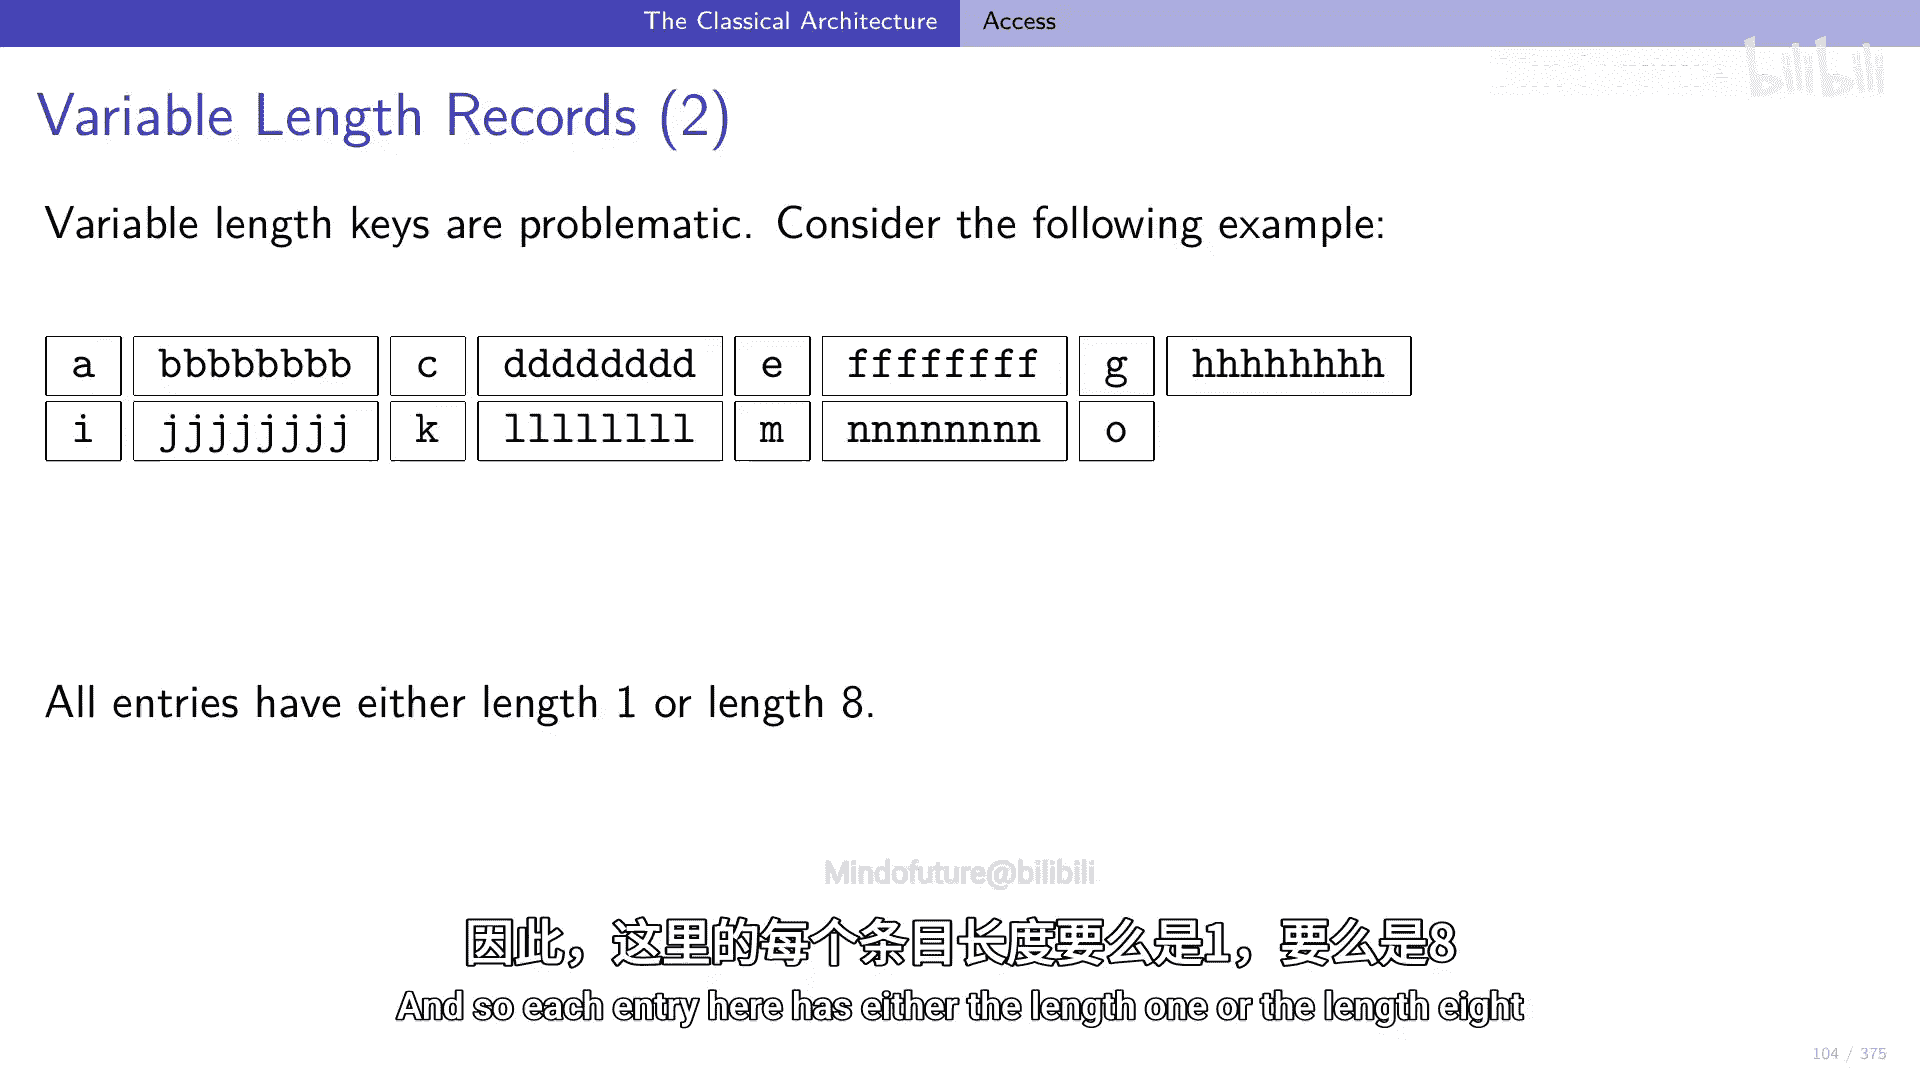 The Classical Architecture Access
bilibili
Variable Length Records (2)
Variable length keys are problematic. Consider the following example:
a bbbbbbbb c dddddddd e ffffffff g hhhhhhhh
i jjjjjjjj k llllllll m nnnnnnnn o
All entries have either length 1 or length 8.
Mindofuture@bilibili
因此，这里的每个条目长度要么是1，要么是8
And so each entry here has either the length one or the length eight
104 / 375